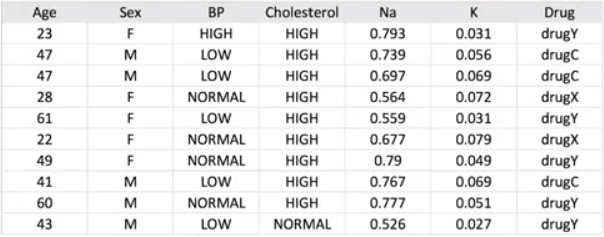 Age Sex BP Cholesterol Na K Drug
23 F HIGH HIGH 0.793 0.031 drugY
47 M LOW HIGH 0.739 0.056 drugC
47 M LOW HIGH 0.697 0.069 drugC
28 F NORMAL HIGH 0.564 0.072 drugX
61 F LOW HIGH 0.559 0.031 drugY
22 F NORMAL HIGH 0.677 0.079 drugX
49 F NORMAL HIGH 0.79 0.049 drugY
41 M LOW HIGH 0.767 0.069 drugC
60 M NORMAL HIGH 0.777 0.051 drugY
43 M LOW NORMAL 0.526 0.027 drugY